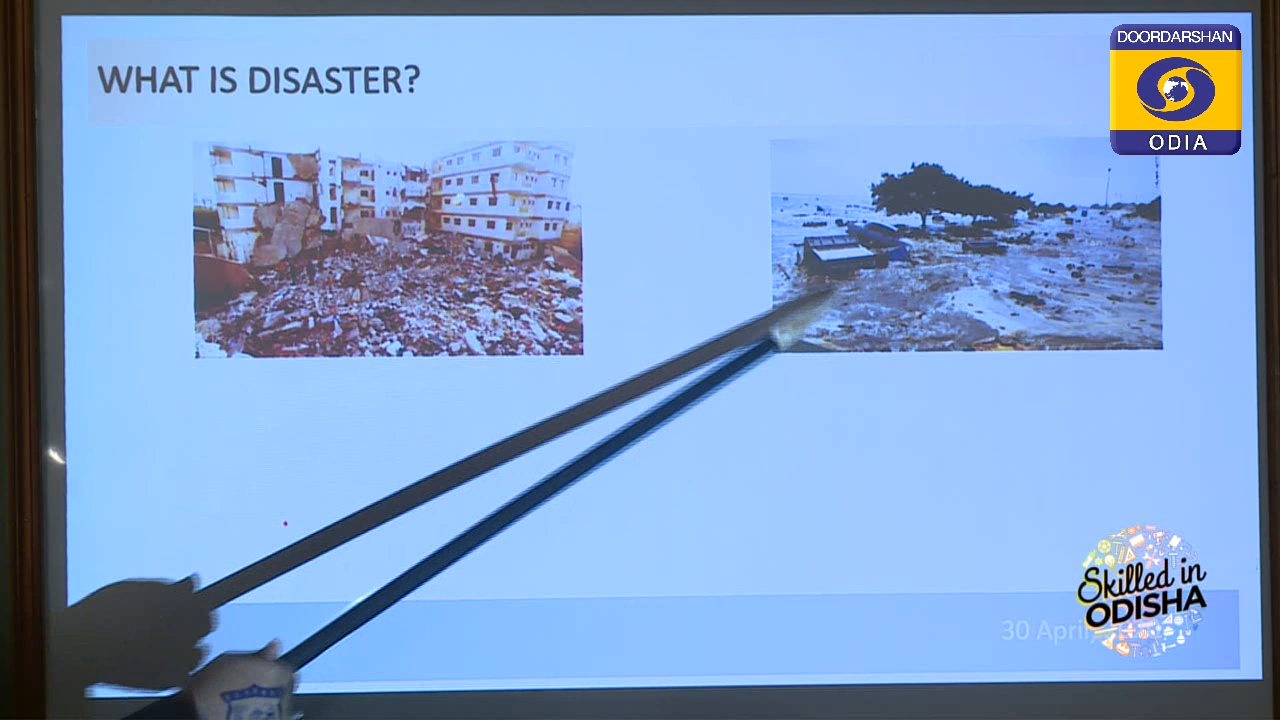 WHAT IS DISASTER?
DOORDARSHAN
ODIA
30 April
Skilled in
ODISHA